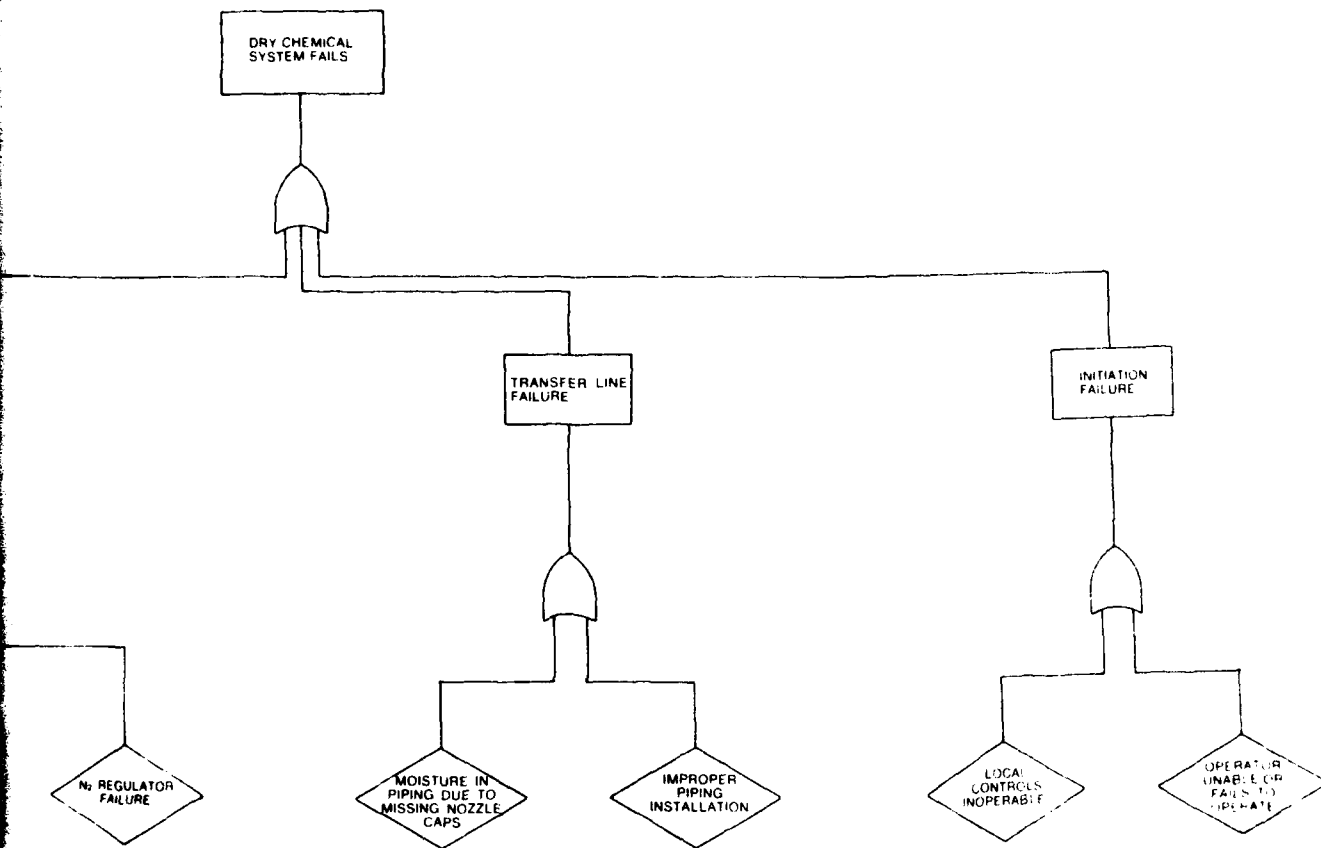 DRY CHEMICAL
SYSTEM FAILS
TRANSFER LINE
FAILURE
INITIATION
FAILURE
N₂ REGULATOR
FAILURE
MOISTURE IN
PIPING DUE TO
MISSING NOZZLE
CAPS
IMPROPER
PIPING
INSTALLATION
LOCAL
CONTROLS
INOPERABLE
OPERATOR
UNABLE OR
FAILS TO
OPERATE